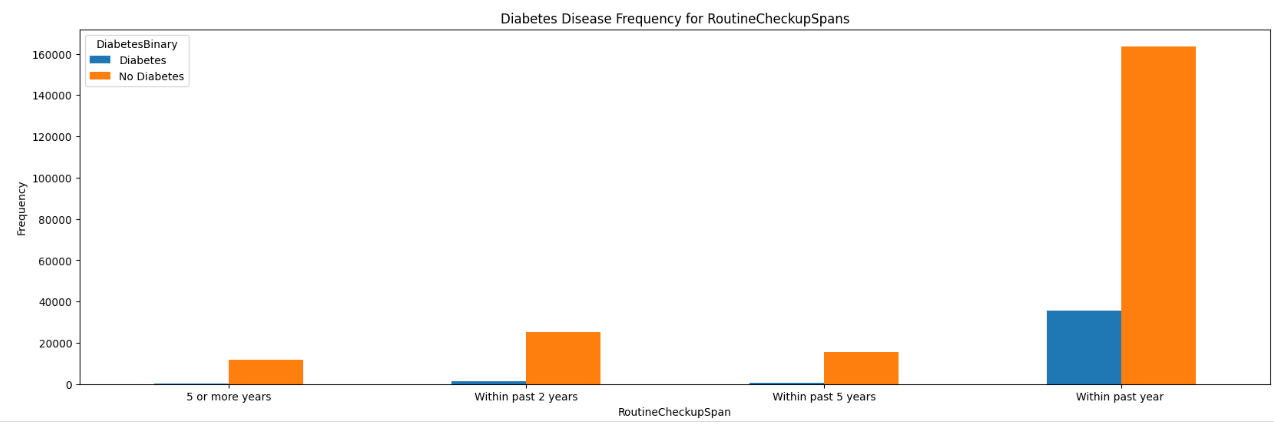 Diabetes Disease Frequency for RoutineCheckupSpans
DiabetesBinary
Diabetes
No Diabetes
160000
140000
120000
100000
80000
60000
40000
20000
0
Frequency
5 or more years
Within past 2 years
Within past 5 years
Within past year
RoutineCheckupSpan